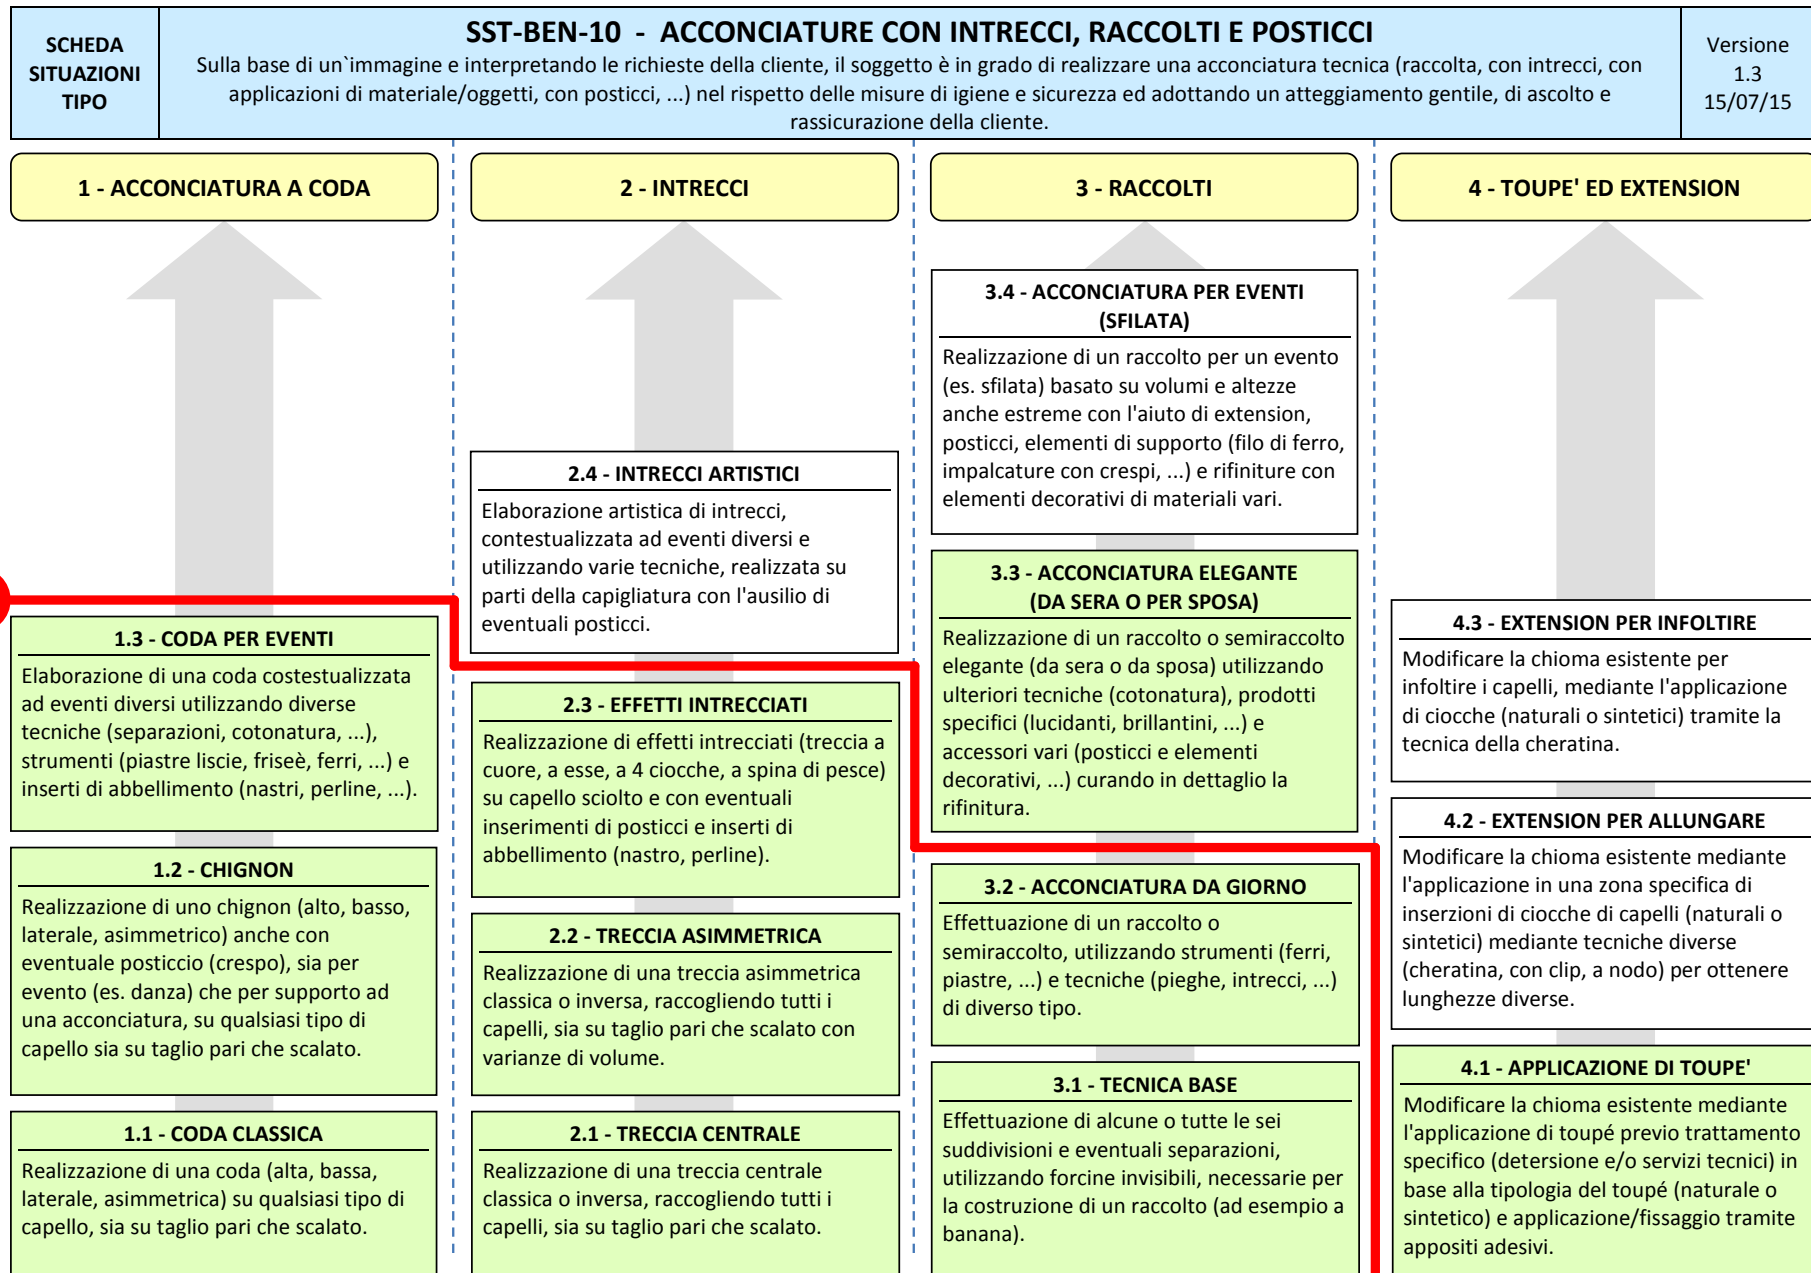 SCHEDA
SITUAZIONI
TIPO
SST-BEN-10 - ACCONCIATURE CON INTRECCI, RACCOLTI E POSTICCI
Sulla base di un`immagine e interpretando le richieste della cliente, il soggetto è in grado di realizzare una acconciatura tecnica (raccolta, con intrecci, con
applicazioni di materiale/oggetti, con posticci, ...) nel rispetto delle misure di igiene e sicurezza ed adottando un atteggiamento gentile, di ascolto e
rassicurazione della cliente.
Versione
1.3
15/07/15
1 - ACCONCIATURA A CODA
1.3 - CODA PER EVENTI
Elaborazione di una coda costestualizzata
ad eventi diversi utilizzando diverse
tecniche (separazioni, cotonatura, ...),
strumenti (piastre liscie, friseè, ferri, ...) e
inserti di abbellimento (nastri, perline, ...).
1.2 - CHIGNON
Realizzazione di uno chignon (alto, basso,
laterale, asimmetrico) anche con
eventuale posticcio (crespo), sia per
evento (es. danza) che per supporto ad
una acconciatura, su qualsiasi tipo di
capello sia su taglio pari che scalato.
1.1 - CODA CLASSICA
Realizzazione di una coda (alta, bassa,
laterale, asimmetrica) su qualsiasi tipo di
capello, sia su taglio pari che scalato.
2 - INTRECCI
2.4 - INTRECCI ARTISTICI
Elaborazione artistica di intrecci,
contestualizzata ad eventi diversi e
utilizzando varie tecniche, realizzata su
parti della capigliatura con l'ausilio di
eventuali posticci.
2.3 - EFFETTI INTRECCIATI
Realizzazione di effetti intrecciati (treccia a
cuore, a esse, a 4 ciocche, a spina di pesce)
su capello sciolto e con eventuali
inserimenti di posticci e inserti di
abbellimento (nastro, perline).
2.2 - TRECCIA ASIMMETRICA
Realizzazione di una treccia asimmetrica
classica o inversa, raccogliendo tutti i
capelli, sia su taglio pari che scalato con
varianze di volume.
2.1 - TRECCIA CENTRALE
Realizzazione di una treccia centrale
classica o inversa, raccogliendo tutti i
capelli, sia su taglio pari che scalato.
3 - RACCOLTI
3.4 - ACCONCIATURA PER EVENTI
(SFILATA)
Realizzazione di un raccolto per un evento
(es. sfilata) basato su volumi e altezze
anche estreme con l'aiuto di extension,
posticci, elementi di supporto (filo di ferro,
impalcature con crespi, ...) e rifiniture con
elementi decorativi di materiali vari.
3.3 - ACCONCIATURA ELEGANTE
(DA SERA O PER SPOSA)
Realizzazione di un raccolto o semiraccolto
elegante (da sera o da sposa) utilizzando
ulteriori tecniche (cotonatura), prodotti
specifici (lucidanti, brillantini, ...) e
accessori vari (posticci e elementi
decorativi, ...) curando in dettaglio la
rifinitura.
3.2 - ACCONCIATURA DA GIORNO
Effettuazione di un raccolto o
semiraccolto, utilizzando strumenti (ferri,
piastre, ...) e tecniche (pieghe, intrecci, ...)
di diverso tipo.
3.1 - TECNICA BASE
Effettuazione di alcune o tutte le sei
suddivisioni e eventuali separazioni,
utilizzando forcine invisibili, necessarie per
la costruzione di un raccolto (ad esempio a
banana).
4 - TOUPE' ED EXTENSION
4.3 - EXTENSION PER INFOLTIRE
Modificare la chioma esistente per
infoltire i capelli, mediante l'applicazione
di ciocche (naturali o sintetici) tramite la
tecnica della cheratina.
4.2 - EXTENSION PER ALLUNGARE
Modificare la chioma esistente mediante
l'applicazione in una zona specifica di
inserzioni di ciocche di capelli (naturali o
sintetici) mediante tecniche diverse
(cheratina, con clip, a nodo) per ottenere
lunghezze diverse.
4.1 - APPLICAZIONE DI TOUPE'
Modificare la chioma esistente mediante
l'applicazione di toupé previo trattamento
specifico (detersione e/o servizi tecnici) in
base alla tipologia del toupé (naturale o
sintetico) e applicazione/fissaggio tramite
appositi adesivi.